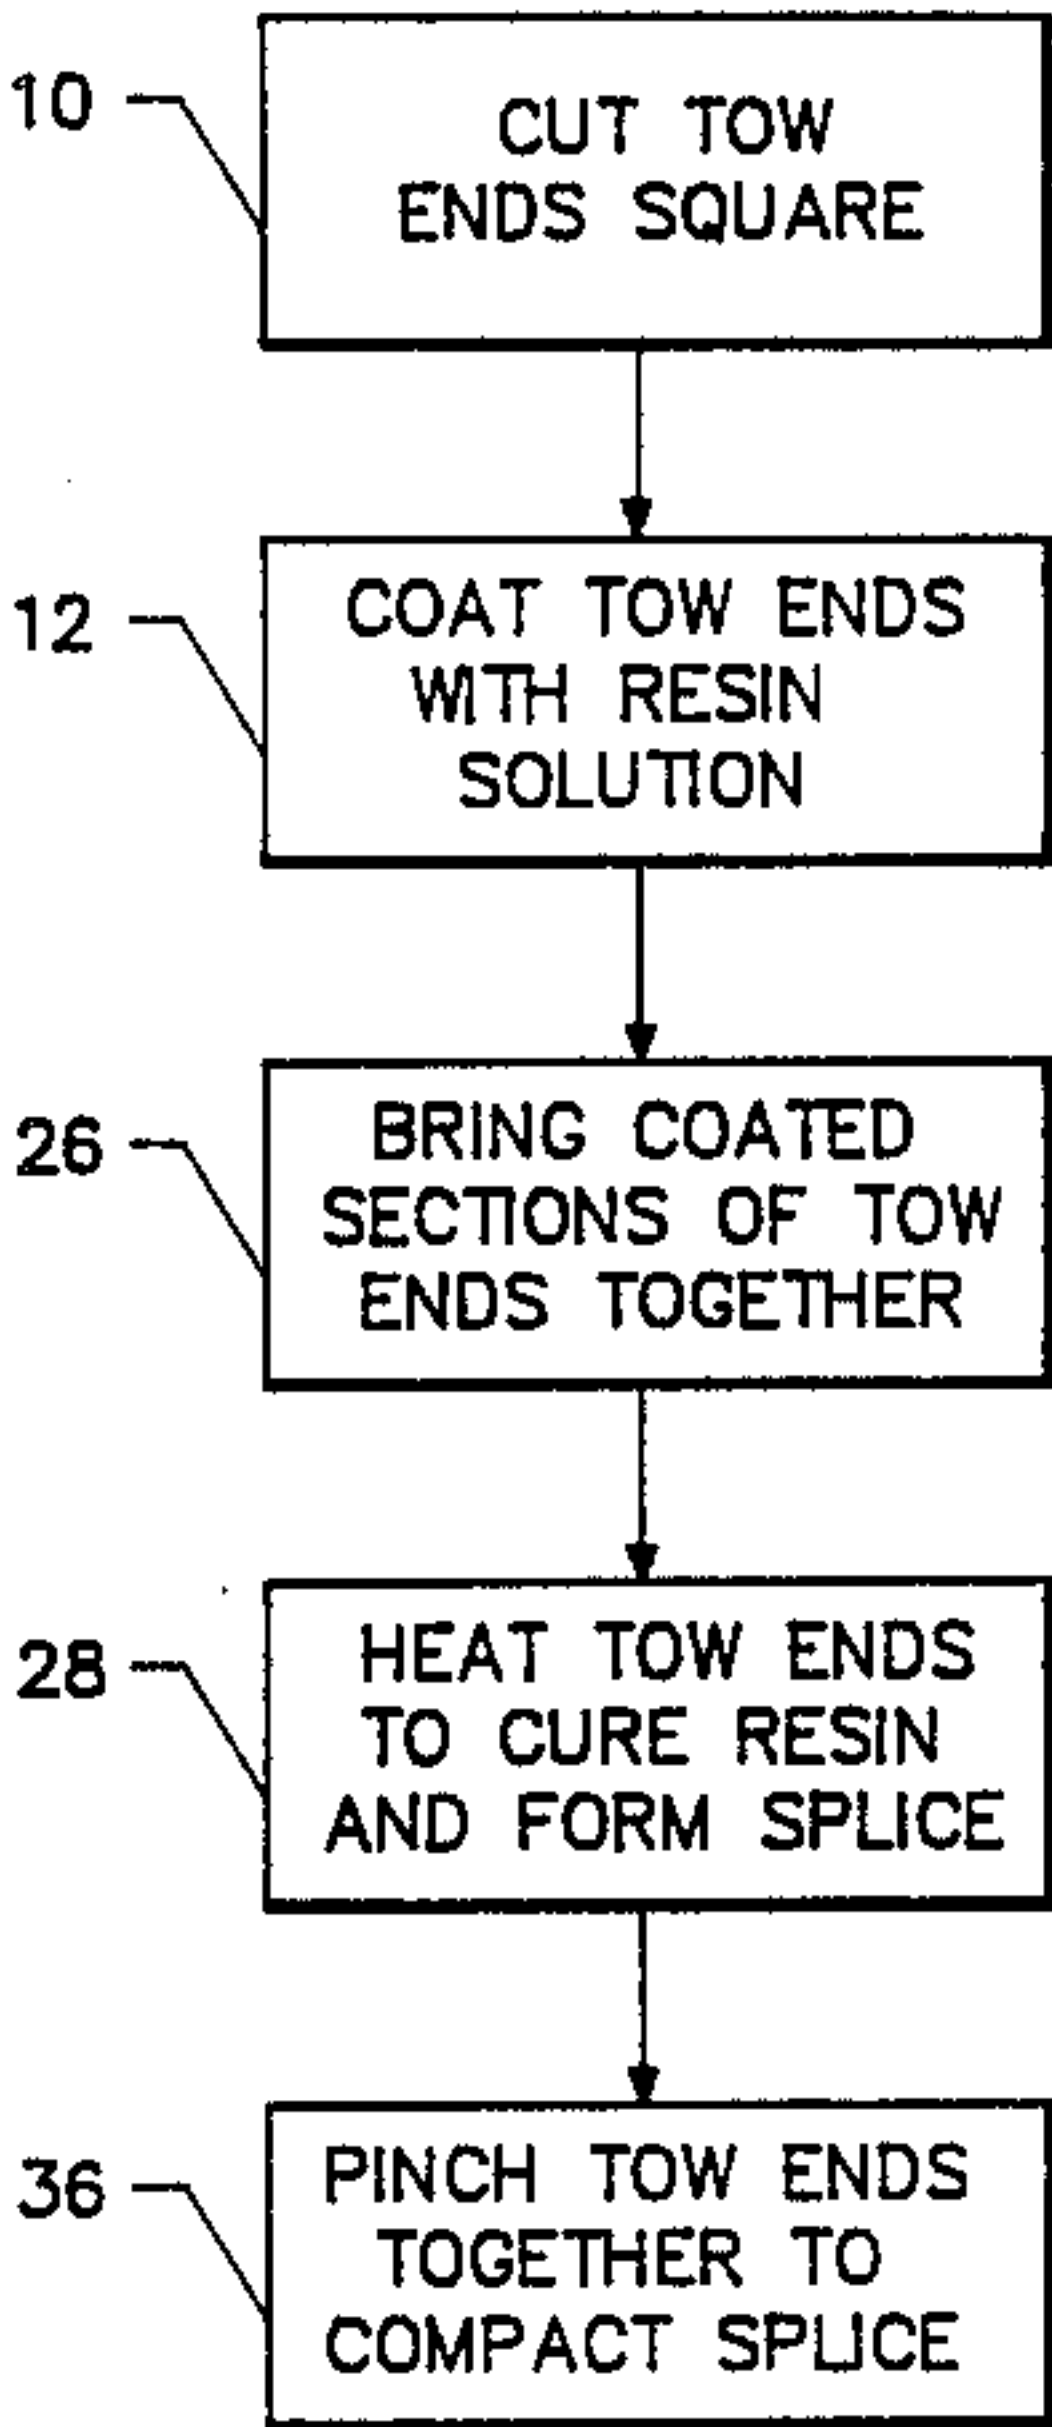 10
CUT TOW
ENDS SQUARE
12
COAT TOW ENDS
WITH RESIN
SOLUTION
26
BRING COATED
SECTIONS OF TOW
ENDS TOGETHER
28
HEAT TOW ENDS
TO CURE RESIN
AND FORM SPLICE
36
PINCH TOW ENDS
TOGETHER TO
COMPACT SPLICE